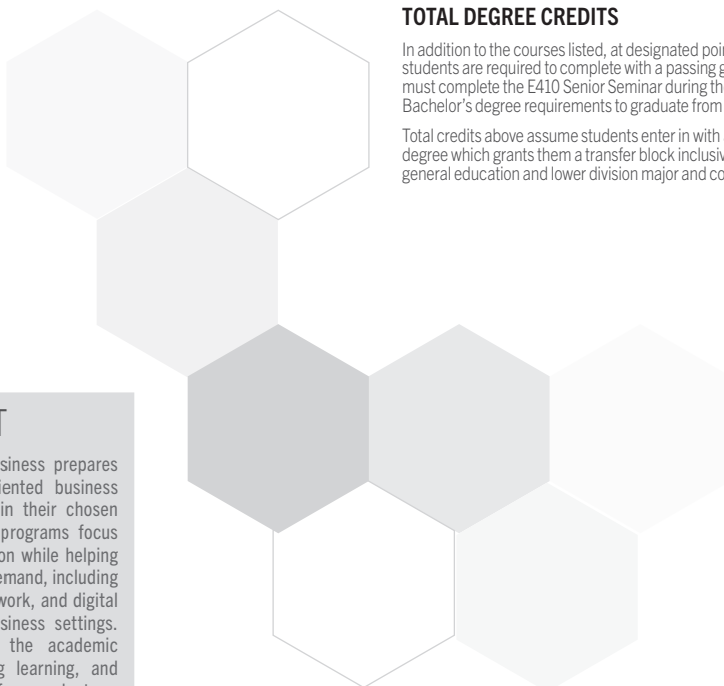 TOTAL DEGREE CREDITS
In addition to the courses listed, at designated poi
students are required to complete with a passing g
must complete the E410 Senior Seminar during the
Bachelor's degree requirements to graduate from
Total credits above assume students enter in with
degree which grants them a transfer block inclusiv
general education and lower division major and co
T
siness prepares
iented business
in their chosen
programs focus
on while helping
emand, including
work, and digital
siness settings.
the academic
g learning, and